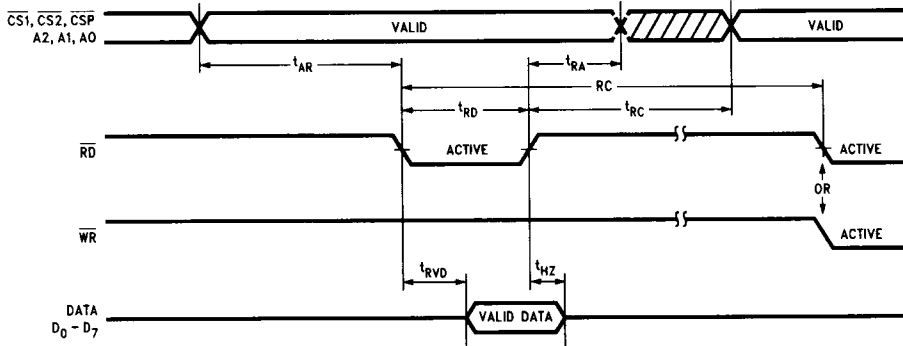 CS1, CS2, CSP
A2, A1, A0
VALID
VALID
tAR
tRA
RC
tRD
tRC
RD
ACTIVE
ACTIVE
OR
WR
ACTIVE
tRVD
tHZ
DATA
D0 – D7
VALID DATA